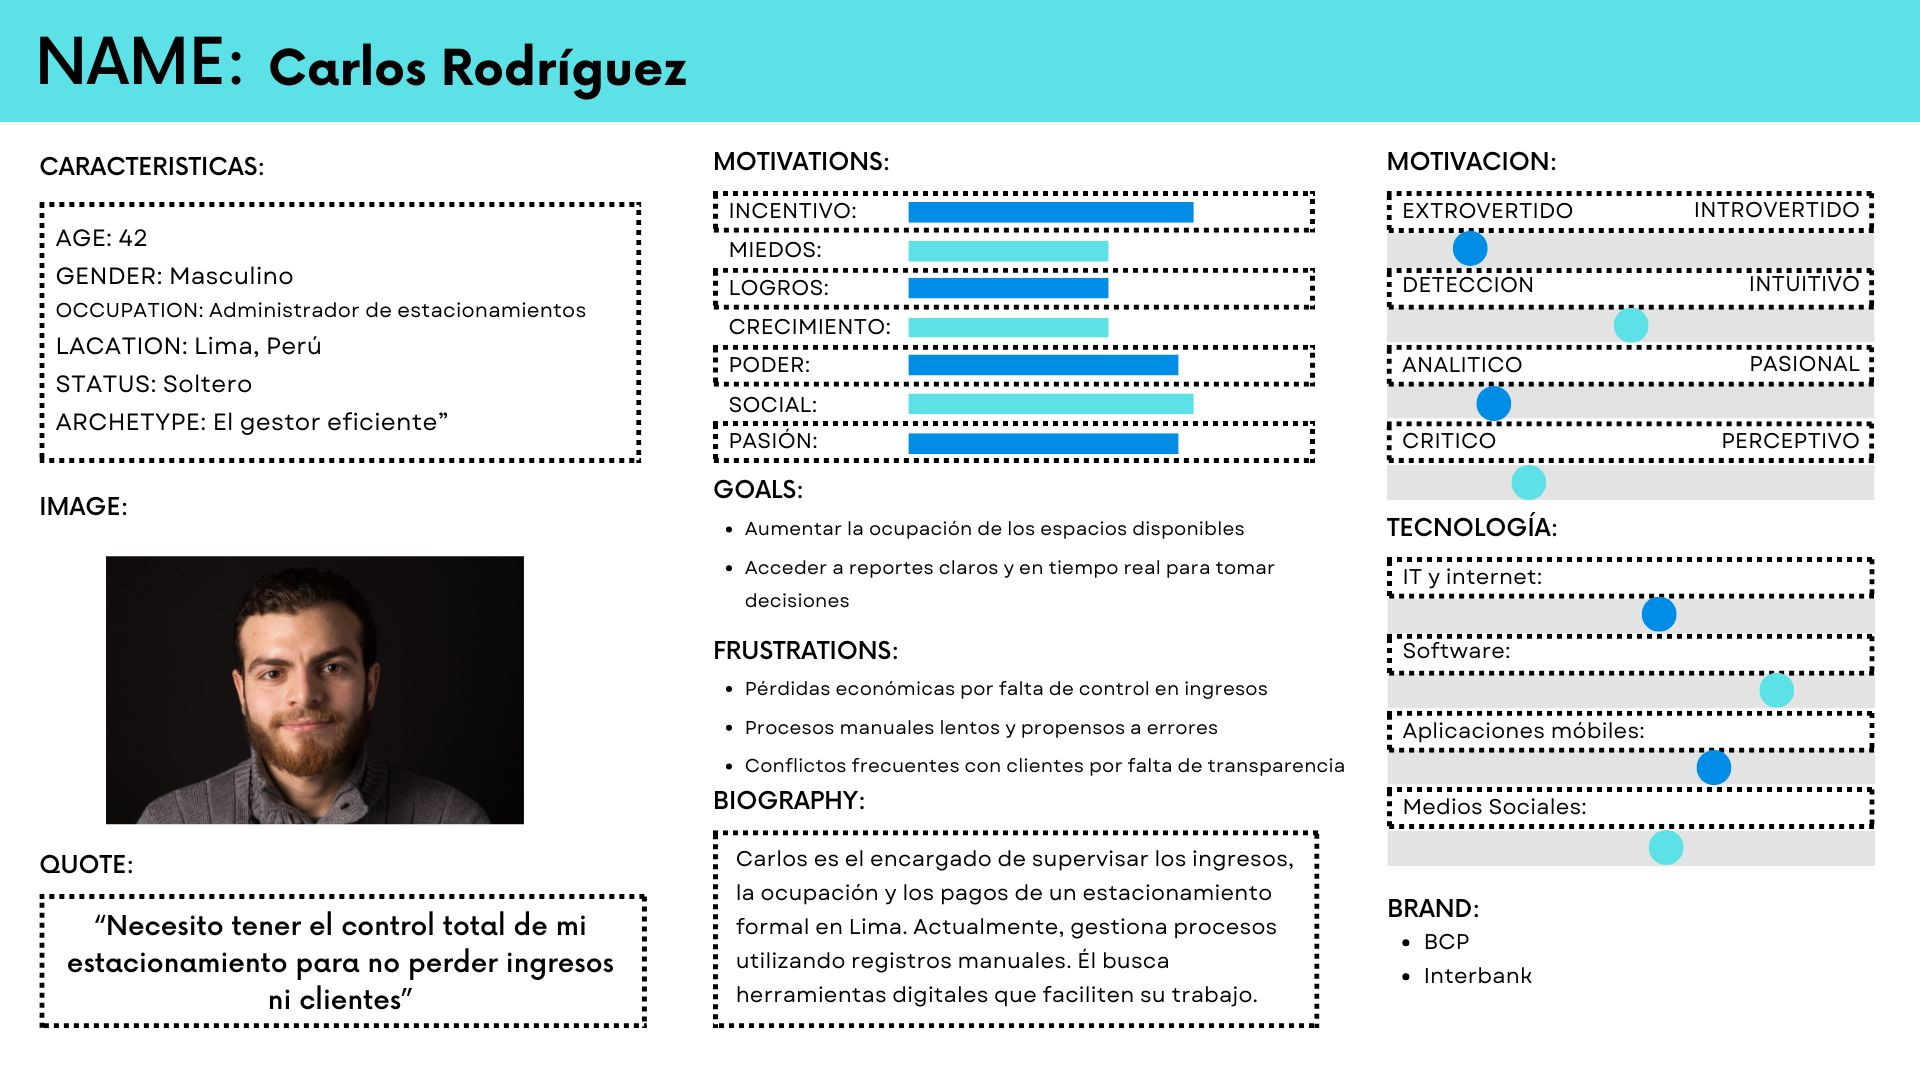 NAME: Carlos Rodríguez
CARACTERISTICAS:
AGE: 42
GENDER: Masculino
OCCUPATION: Administrador de estacionamientos
LACATION: Lima, Perú
STATUS: Soltero
ARCHETYPE: El gestor eficiente”
IMAGE:
QUOTE:
“Necesito tener el control total de mi
estacionamiento para no perder ingresos
ni clientes”
MOTIVATIONS:
INCENTIVO:
MIEDOS:
LOGROS:
CRECIMIENTO:
PODER:
SOCIAL:
PASIÓN:
GOALS:
• Aumentar la ocupación de los espacios disponibles
• Acceder a reportes claros y en tiempo real para tomar
decisiones
FRUSTRATIONS:
• Pérdidas económicas por falta de control en ingresos
• Procesos manuales lentos y propensos a errores
• Conflictos frecuentes con clientes por falta de transparencia
BIOGRAPHY:
Carlos es el encargado de supervisar los ingresos,
la ocupación y los pagos de un estacionamiento
formal en Lima. Actualmente, gestiona procesos
utilizando registros manuales. Él busca
herramientas digitales que faciliten su trabajo.
MOTIVACION:
EXTROVERTIDO INTROVERTIDO
DETECCION INTUITIVO
ANALITICO PASIONAL
CRITICO PERCEPTIVO
TECNOLOGÍA:
IT y internet:
Software:
Aplicaciones móbiles:
Medios Sociales:
BRAND:
• BCP
• Interbank